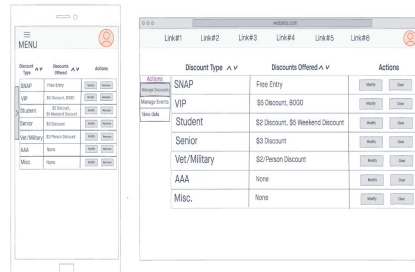 MENU
Discount Type
Discounts Offered
Actions
SNAP
Free Entry
Modify
Remove
VIP
$5 Discount, BOGO
Modify
Remove
Student
$2 Discount,
$5 Weekend Discount
Modify
Remove
Senior
$3 Discount
Modify
Remove
Vet/Military
$2/Person Discount
Modify
Remove
AAA
None
Modify
Remove
Misc.
None
Modify
Remove
website.com
Link#1 Link#2 Link#3 Link#4 Link#5 Link#6
Discount Type
Discounts Offered
Actions
Actions
Manage Discounts
Manage Events
View data
SNAP
Free Entry
Modify
Clear
VIP
$5 Discount, BOGO
Modify
Clear
Student
$2 Discount, $5 Weekend Discount
Modify
Clear
Senior
$3 Discount
Modify
Clear
Vet/Military
$2/Person Discount
Modify
Clear
AAA
None
Modify
Clear
Misc.
None
Modify
Clear